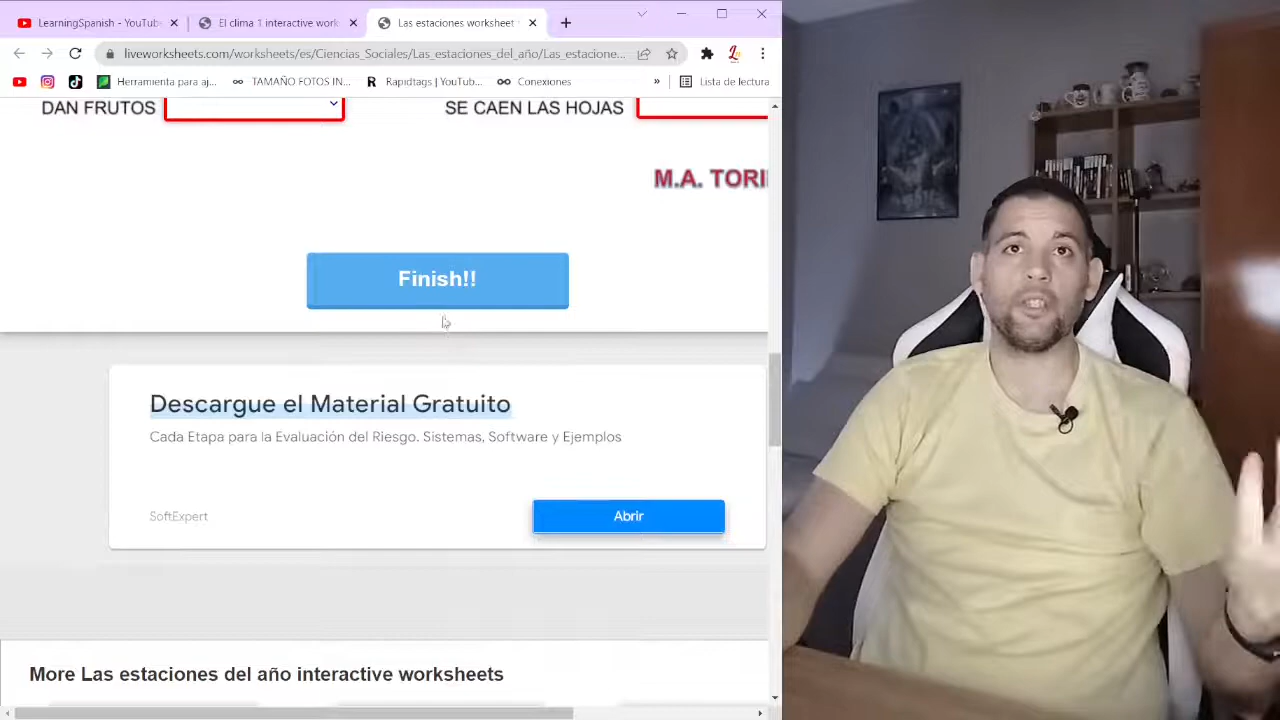 LearningSpanish - YouTu
El clima 1 interactive work
Las estaciones worksheet
liveworksheets.com/worksheets/es/Ciencias_Sociales/Las_estaciones_del_año/Las_estacione...
Herramienta para aj...
TAMAÑO FOTOS IN...
Rapidtags | YouTub...
Conexiones
»
Lista de lectura
DAN FRUTOS
SE CAEN LAS HOJAS
M.A. TORI
Finish!!
Descargue el Material Gratuito
Cada Etapa para la Evaluación del Riesgo. Sistemas, Software y Ejemplos
SoftExpert
Abrir
More Las estaciones del año interactive worksheets